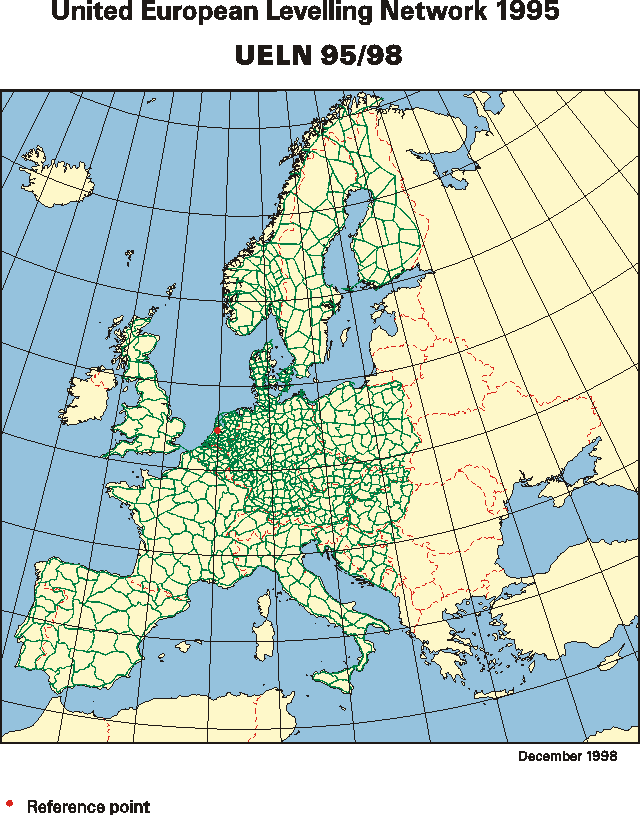 United European Levelling Network 1995
UELN 95/98
December 1998
Reference point